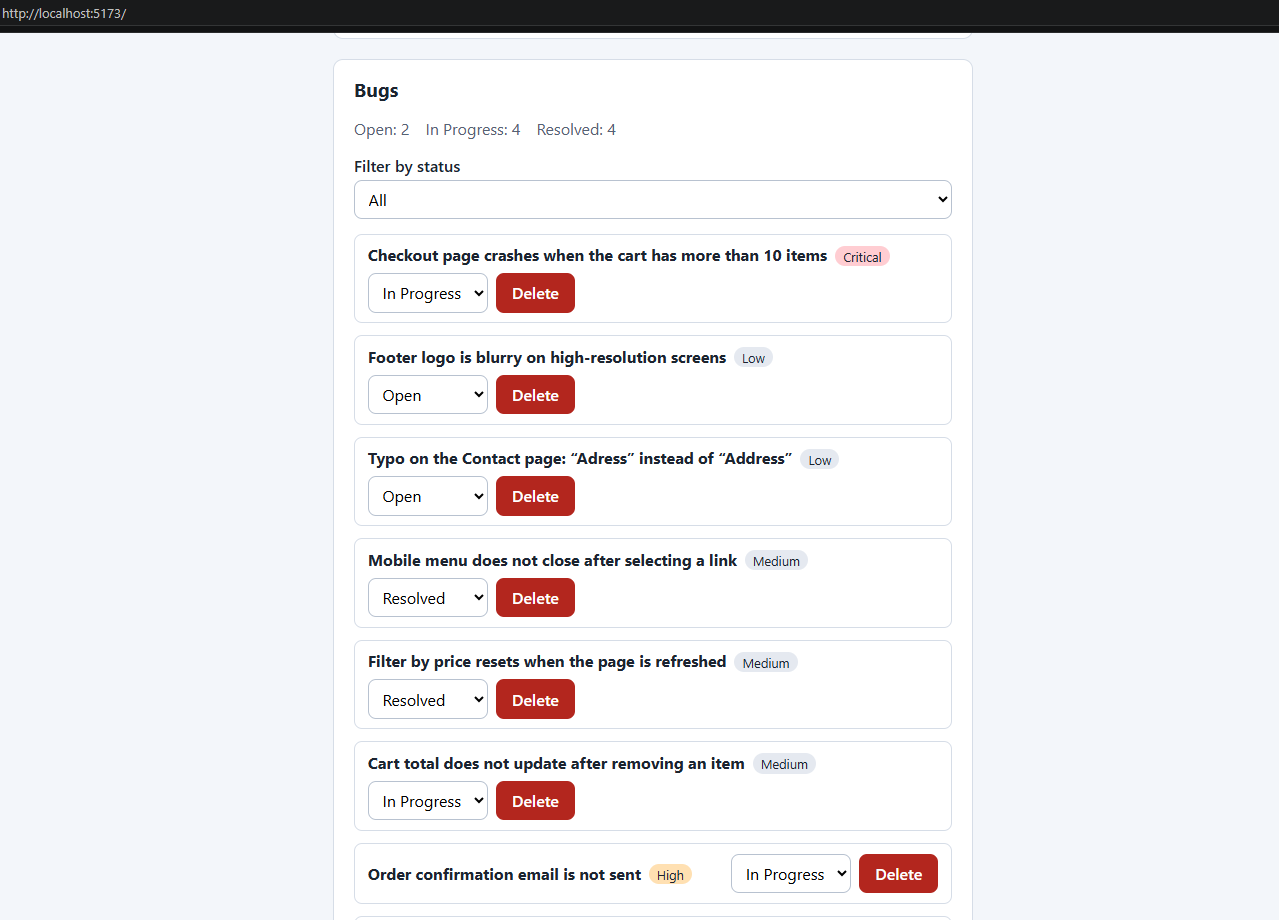 http://localhost:5173/
Bugs
Open: 2 In Progress: 4 Resolved: 4
Filter by status
All
Checkout page crashes when the cart has more than 10 items Critical
In Progress Delete
Footer logo is blurry on high-resolution screens Low
Open Delete
Typo on the Contact page: “Adress” instead of “Address” Low
Open Delete
Mobile menu does not close after selecting a link Medium
Resolved Delete
Filter by price resets when the page is refreshed Medium
Resolved Delete
Cart total does not update after removing an item Medium
In Progress Delete
Order confirmation email is not sent High In Progress Delete